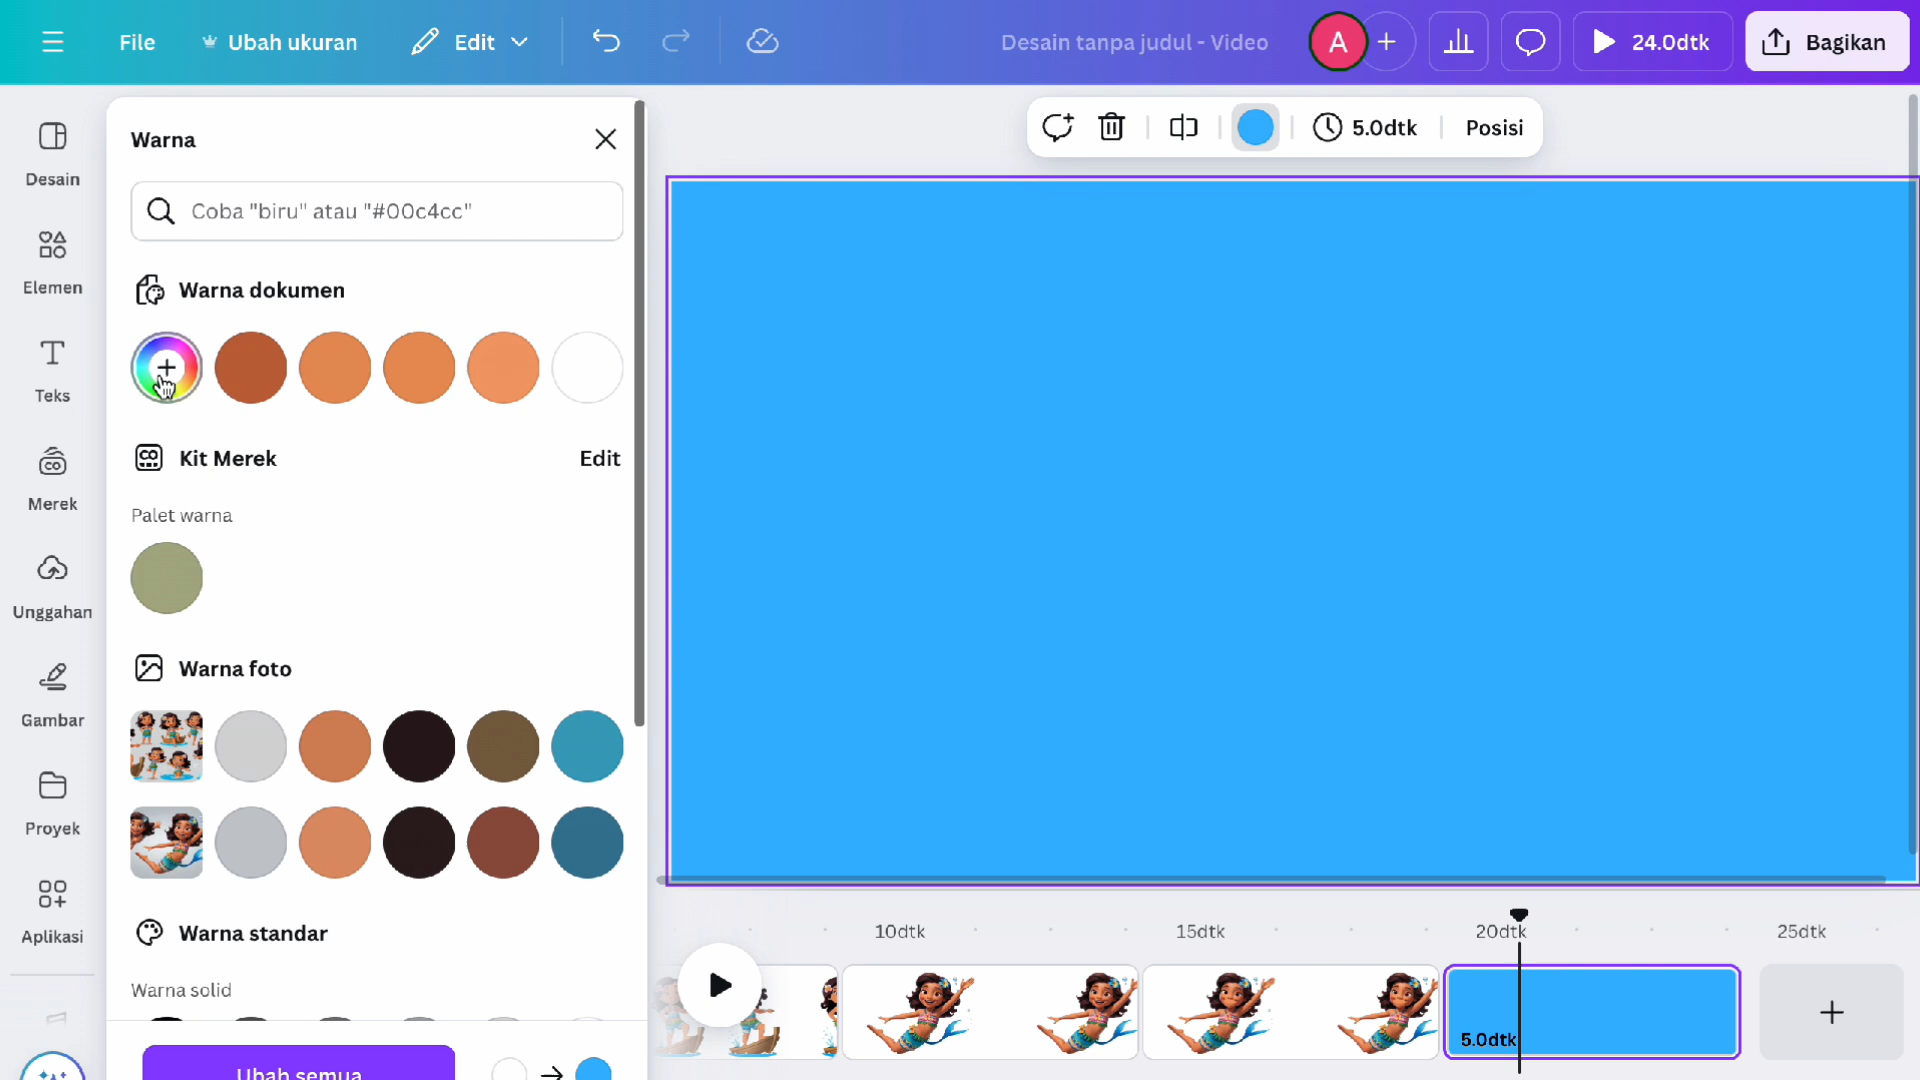 File
Ubah ukuran
Edit
Desain tanpa judul - Video
A
24.0dtk
Bagikan
Desain
Elemen
Teks
Merek
Unggahan
Gambar
Proyek
Aplikasi
Warna
Coba "biru" atau "#00c4cc"
Warna dokumen
Kit Merek
Edit
Palet warna
Warna foto
Warna standar
Warna solid
Ubah semua
5.0dtk
Posisi
10dtk
15dtk
20dtk
25dtk
5.0dtk